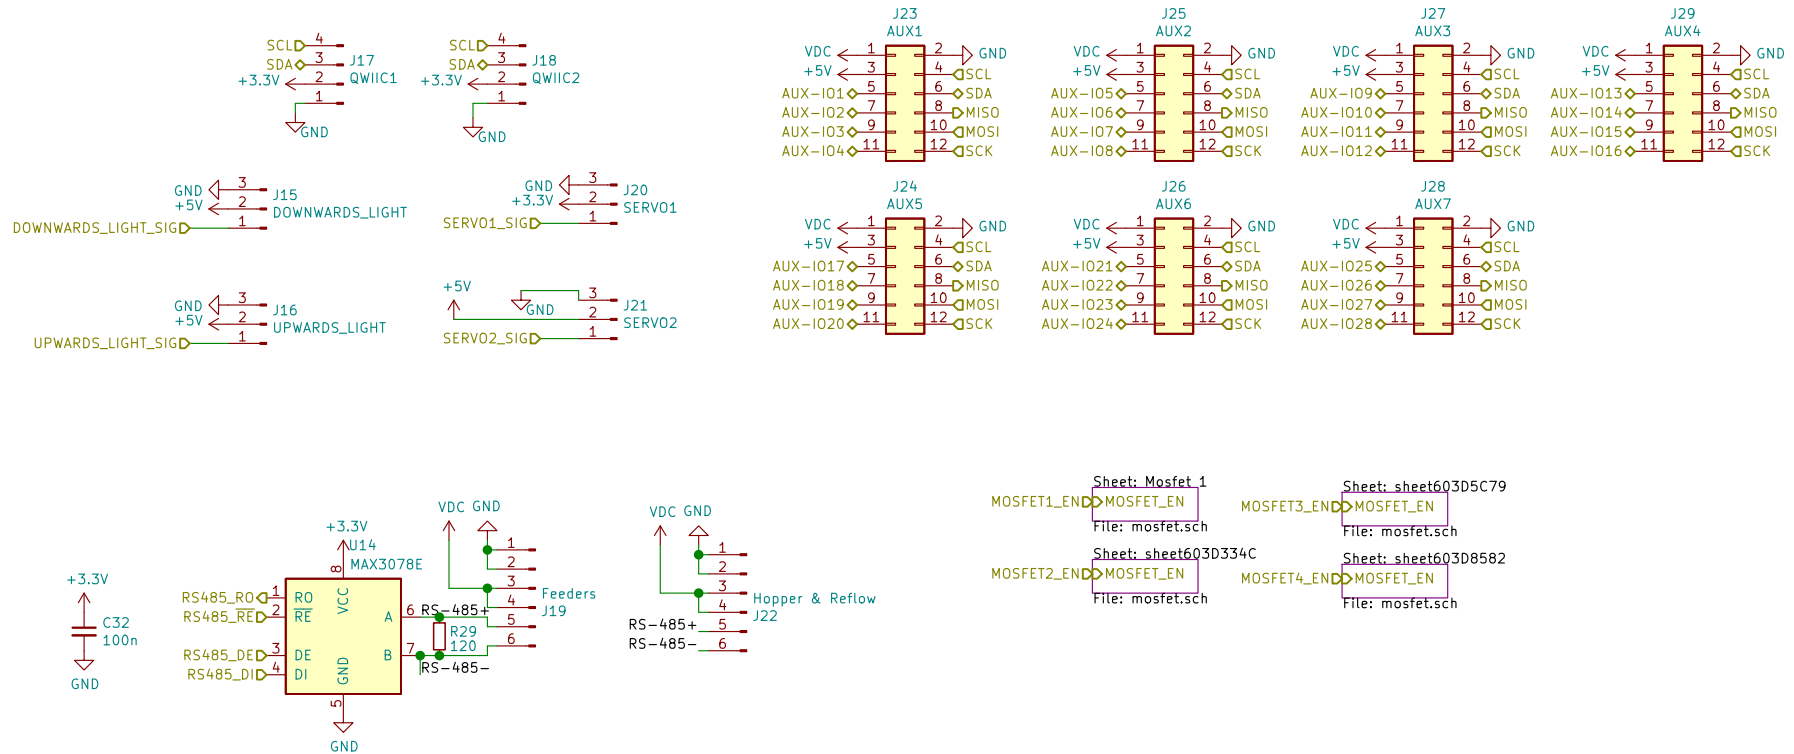 SCL 4
SDA 3 J17
+3.3V 2 QWIIC1
1
GND
SCL 4
SDA 3 J18
+3.3V 2 QWIIC2
1
GND
GND 3 J15
+5V 2 DOWNWARDS_LIGHT
DOWNWARDS_LIGHT_SIG 1
GND 3 J20
+3.3V 2 SERVO1
SERVO1_SIG 1
GND 3 J16
+5V 2 UPWARDS_LIGHT
UPWARDS_LIGHT_SIG 1
+5V
GND 3 J21
2 SERVO2
SERVO2_SIG 1
J23
AUX1
VDC 1 2 GND
+5V 3 4 SCL
AUX-IO1 5 6 SDA
AUX-IO2 7 8 MISO
AUX-IO3 9 10 MOSI
AUX-IO4 11 12 SCK
J25
AUX2
VDC 1 2 GND
+5V 3 4 SCL
AUX-IO5 5 6 SDA
AUX-IO6 7 8 MISO
AUX-IO7 9 10 MOSI
AUX-IO8 11 12 SCK
J27
AUX3
VDC 1 2 GND
+5V 3 4 SCL
AUX-IO9 5 6 SDA
AUX-IO10 7 8 MISO
AUX-IO11 9 10 MOSI
AUX-IO12 11 12 SCK
J29
AUX4
VDC 1 2 GND
+5V 3 4 SCL
AUX-IO13 5 6 SDA
AUX-IO14 7 8 MISO
AUX-IO15 9 10 MOSI
AUX-IO16 11 12 SCK
J24
AUX5
VDC 1 2 GND
+5V 3 4 SCL
AUX-IO17 5 6 SDA
AUX-IO18 7 8 MISO
AUX-IO19 9 10 MOSI
AUX-IO20 11 12 SCK
J26
AUX6
VDC 1 2 GND
+5V 3 4 SCL
AUX-IO21 5 6 SDA
AUX-IO22 7 8 MISO
AUX-IO23 9 10 MOSI
AUX-IO24 11 12 SCK
J28
AUX7
VDC 1 2 GND
+5V 3 4 SCL
AUX-IO25 5 6 SDA
AUX-IO26 7 8 MISO
AUX-IO27 9 10 MOSI
AUX-IO28 11 12 SCK
+3.3V
C32
100n
GND
+3.3V
U14
MAX3078E
8
VCC
RS485_RO 1 RO
RS485_RE 2 RE
RS485_DE 3 DE
RS485_DI 4 DI
A 6 RS-485+
B 7 RS-485-
GND
5
GND
R29
120
VDC GND
1
2
3 Feeders
4 J19
5
6
VDC GND
1
2
3 Hopper & Reflow
4 J22
RS-485+ 5
RS-485- 6
Sheet: Mosfet 1
MOSFET1_EN MOSFET_EN
File: mosfet.sch
Sheet: sheet603D334C
MOSFET2_EN MOSFET_EN
File: mosfet.sch
Sheet: sheet603D5C79
MOSFET3_EN MOSFET_EN
File: mosfet.sch
Sheet: sheet603D8582
MOSFET4_EN MOSFET_EN
File: mosfet.sch